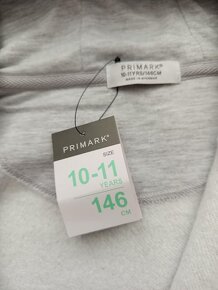 PRIMARK®
10-11YRS/146CM
PRIMARK®
SIZE
10-11
YEARS
146
CM